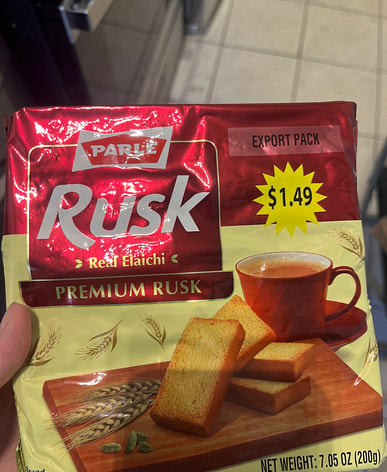 PARLE
EXPORT PACK
Rusk
$1.49
Real Elaichi
PREMIUM RUSK
NET WEIGHT: 7.05 OZ (200g)